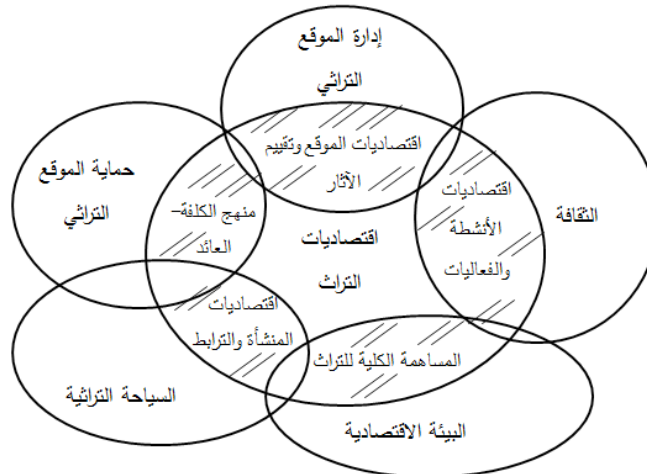 إدارة الموقع
التراثي
اقتصاديات الموقع وتقييم
الآثار
حماية الموقع
التراثي
منهج الكلفة–
العائد
اقتصاديات
الأنشطة
والفعاليات
الثقافة
اقتصاديات
التراث
اقتصاديات
المنشأة والترابط
المساهمة الكلية للتراث
السياحة التراثية
البيئة الاقتصادية